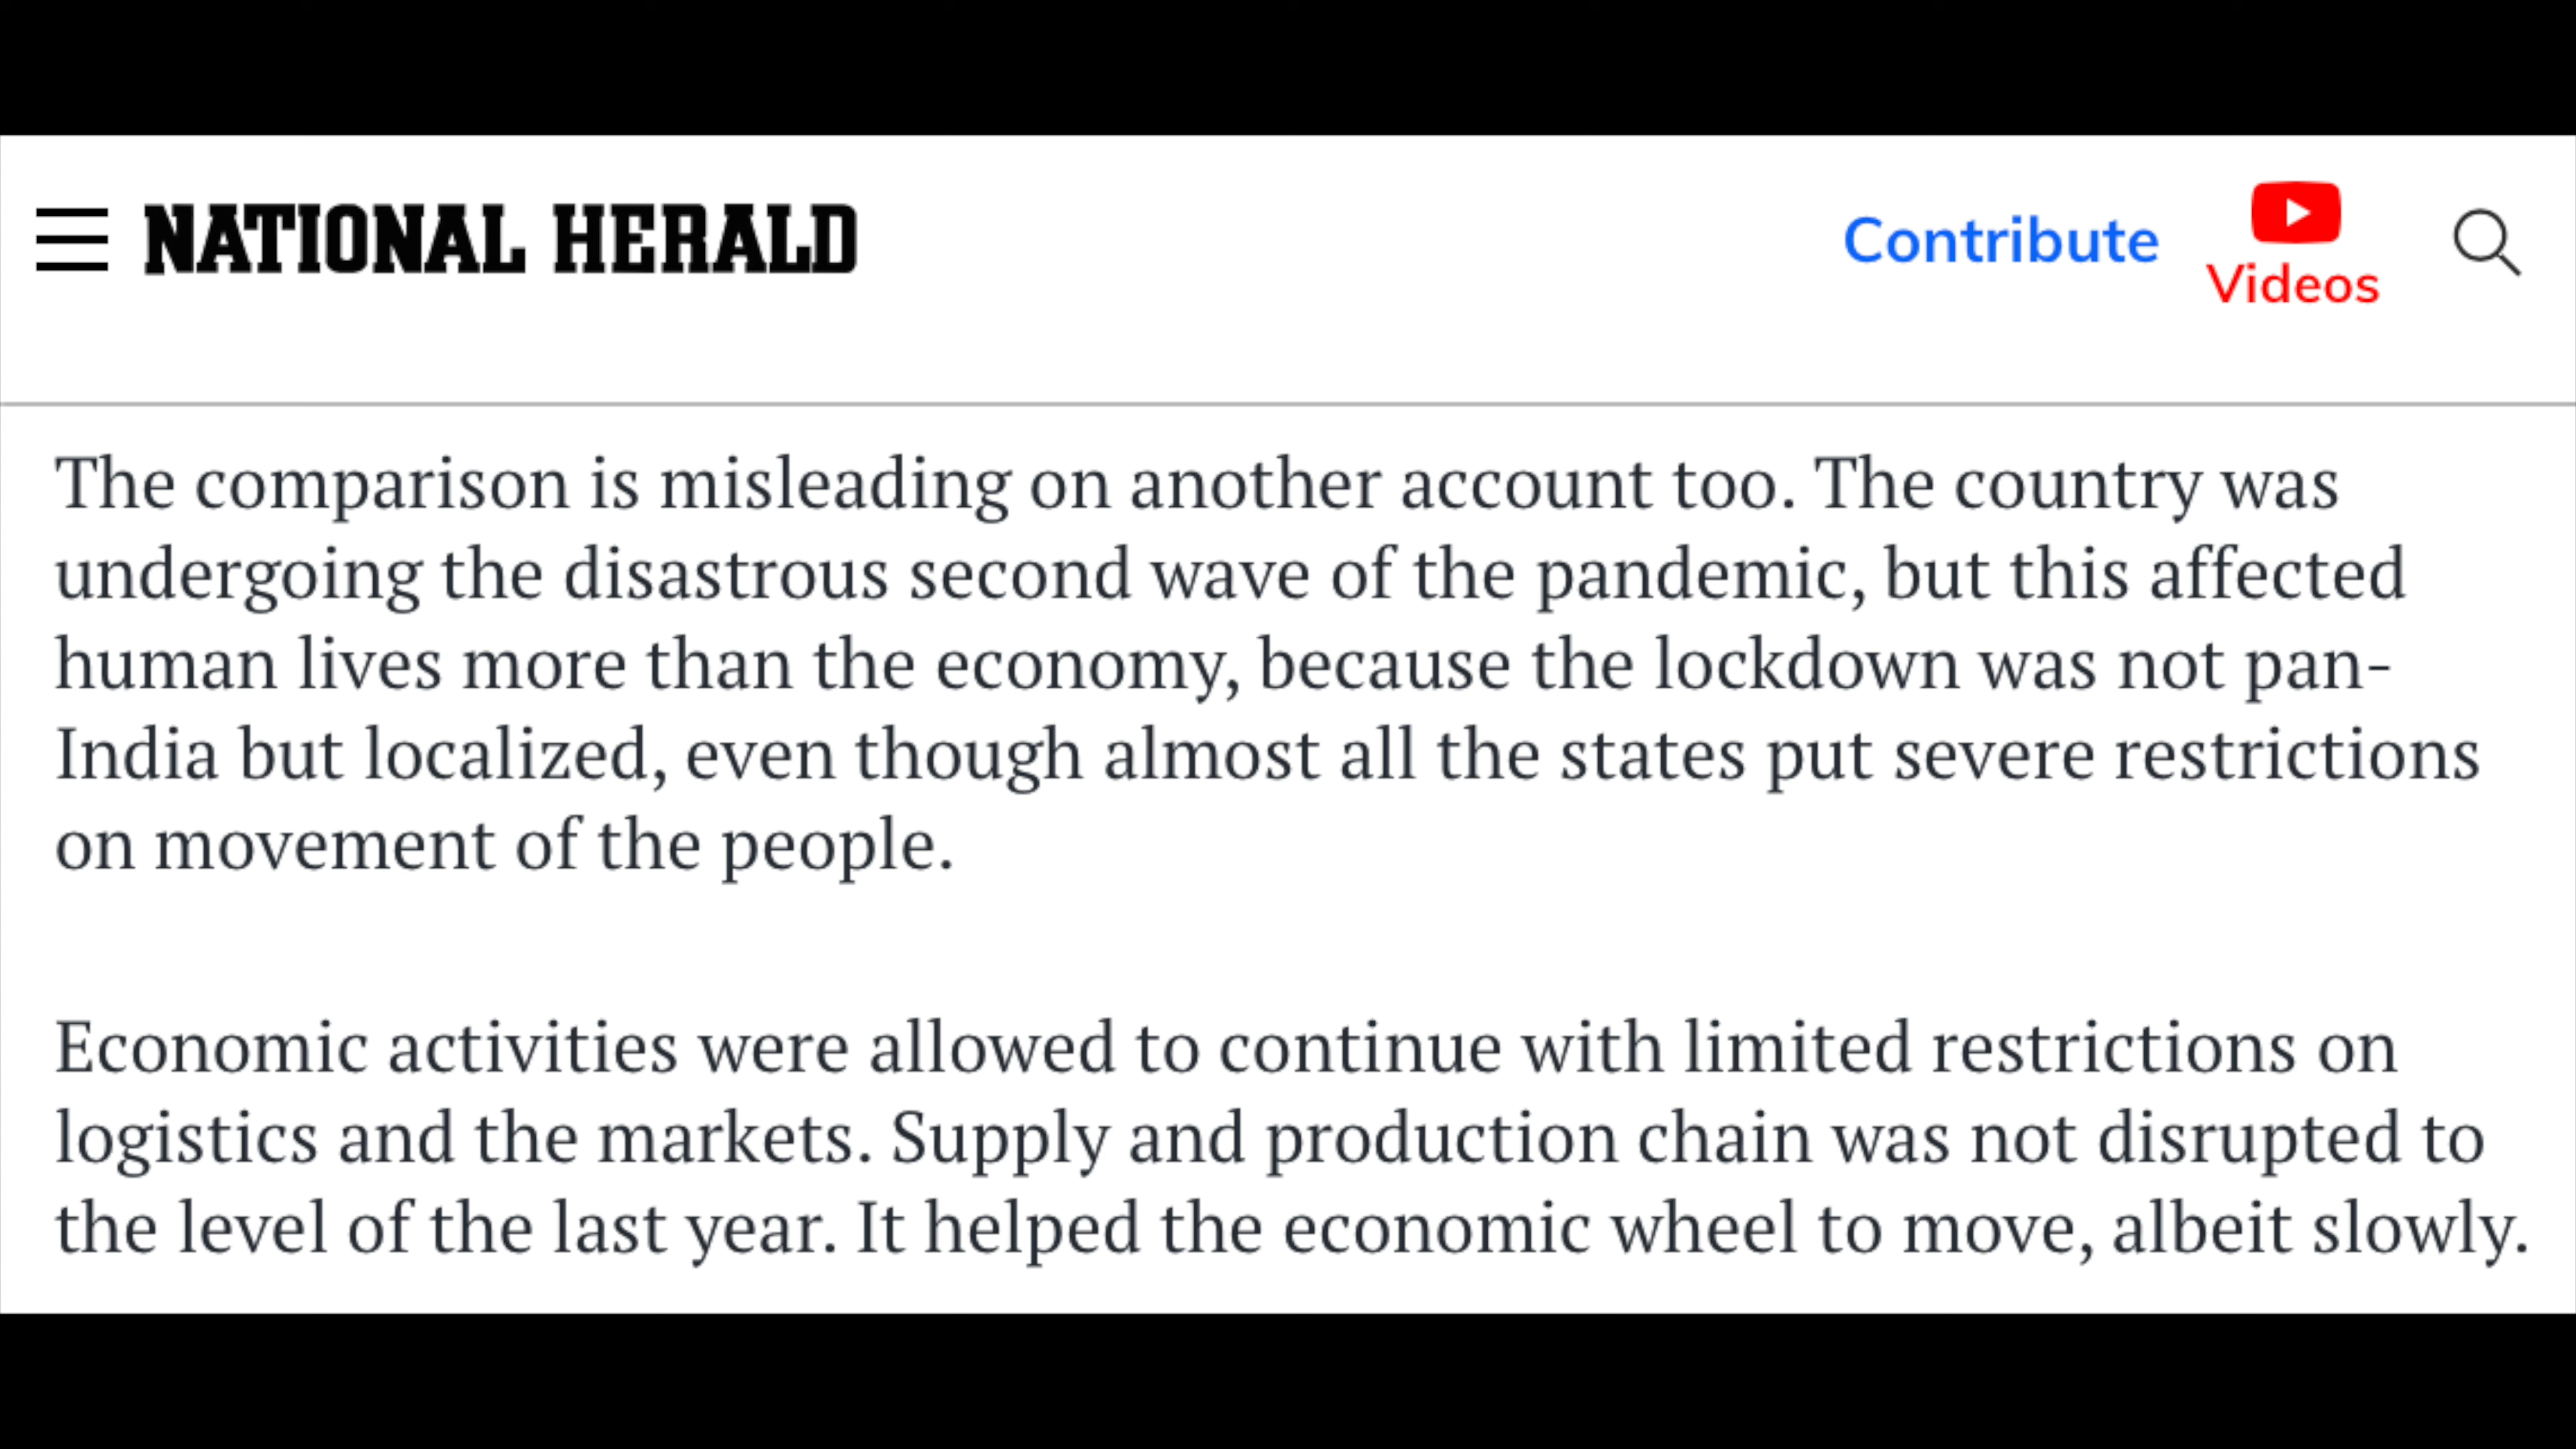 NATIONAL HERALD
Contribute
Videos
The comparison is misleading on another account too. The country was
undergoing the disastrous second wave of the pandemic, but this affected
human lives more than the economy, because the lockdown was not pan-
India but localized, even though almost all the states put severe restrictions
on movement of the people.
Economic activities were allowed to continue with limited restrictions on
logistics and the markets. Supply and production chain was not disrupted to
the level of the last year. It helped the economic wheel to move, albeit slowly.